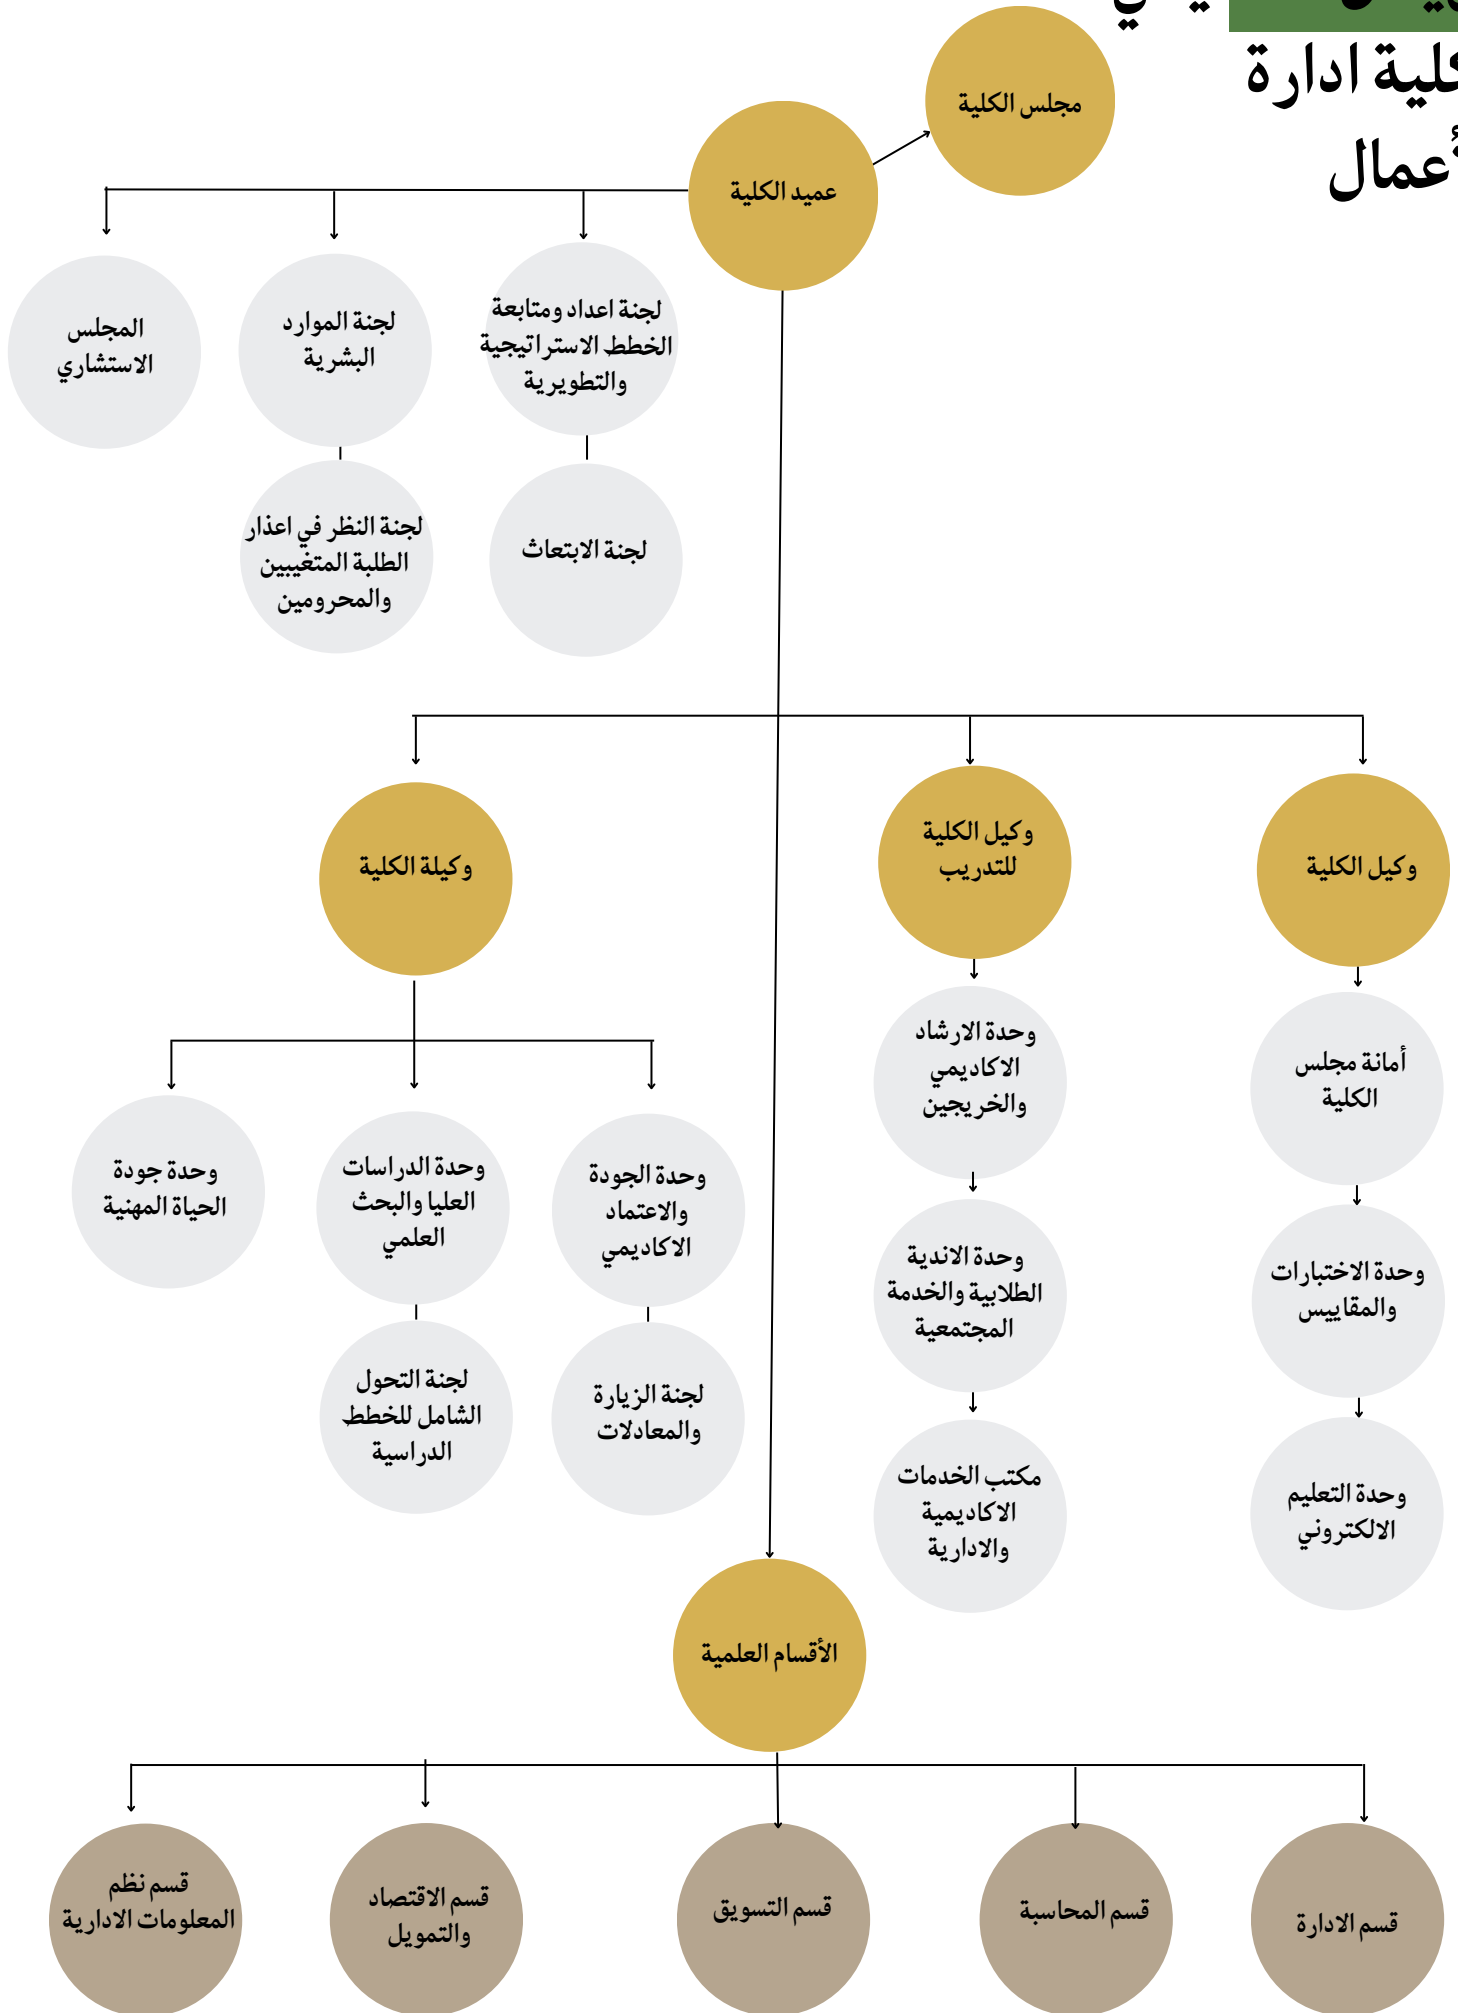 كلية ادارة
مجلس الكلية
عميد الكلية
لجنة اعداد ومتابعة
الخطط الاستراتيجية
والتطويرية
لجنة الموارد
البشرية
المجلس
الاستشاري
لجنة الابتعاث
لجنة النظر في اعذار
الطلبة المتغيبين
والمحرومين
وكيل الكلية
وكيل الكلية
للتدريب
وكيلة الكلية
أمانة مجلس
الكلية
وحدة الاختبارات
والمقاييس
وحدة التعليم
الالكتروني
وحدة الارشاد
الاكاديمي
والخريجين
وحدة الاندية
الطلابية والخدمة
المجتمعية
مكتب الخدمات
الاكاديمية
والادارية
وحدة الجودة
والاعتماد
الاكاديمي
لجنة الزيارة
والمعادلات
وحدة الدراسات
العليا والبحث
العلمي
لجنة التحول
الشامل للخطط
الدراسية
وحدة جودة
الحياة المهنية
الأقسام العلمية
قسم الادارة
قسم المحاسبة
قسم التسويق
قسم الاقتصاد
والتمويل
قسم نظم
المعلومات الادارية